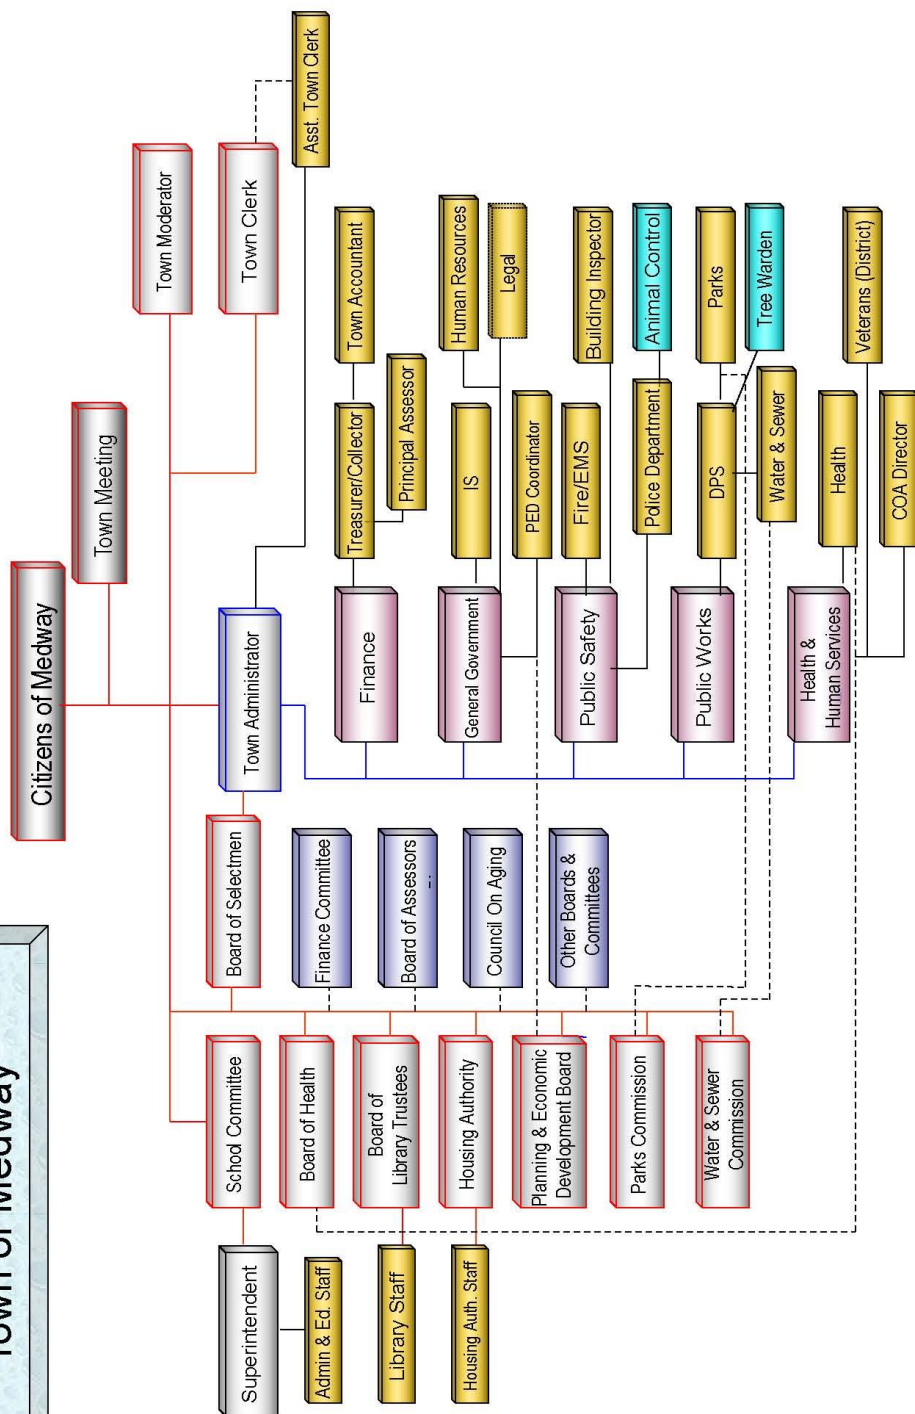 Town of Medway
Citizens of Medway
Town Meeting
Town Moderator
School Committee
Board of Selectmen
Town Administrator
Town Clerk
Superintendent
Asst. Town Clerk
Admin & Ed. Staff
Board of Health
Finance Committee
Finance
Treasurer/Collector
Town Accountant
Principal Assessor
Library Staff
Board of
Library Trustees
Board of Assessors
General Government
IS
Human Resources
Legal
PED Coordinator
Housing Auth. Staff
Housing Authority
Council On Aging
Public Safety
Fire/EMS
Building Inspector
Police Department
Animal Control
Planning & Economic
Development Board
Other Boards &
Committees
Public Works
DPS
Parks
Tree Warden
Water & Sewer
Parks Commission
Health &
Human Services
Health
Veterans (District)
COA Director
Water & Sewer
Commission